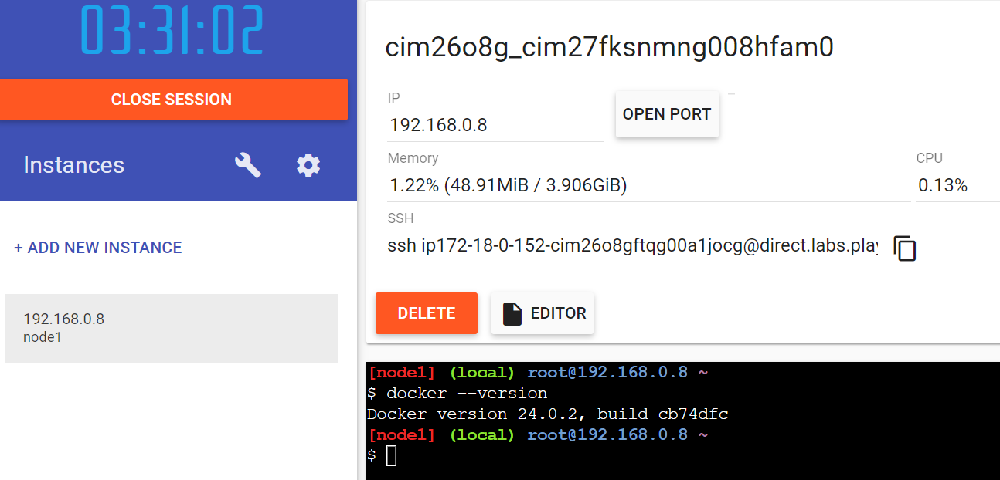 03:31:02
CLOSE SESSION
Instances
+ ADD NEW INSTANCE
192.168.0.8
node1
cim26o8g_cim27fksnmng008hfam0
IP
192.168.0.8
OPEN PORT
Memory
1.22% (48.91MiB / 3.906GiB)
CPU
0.13%
SSH
ssh ip172-18-0-152-cim26o8gftqg00a1jocg@direct.labs.play
DELETE
EDITOR
[node1] (local) root@192.168.0.8 ~
$ docker --version
Docker version 24.0.2, build cb74dfc
[node1] (local) root@192.168.0.8 ~
$